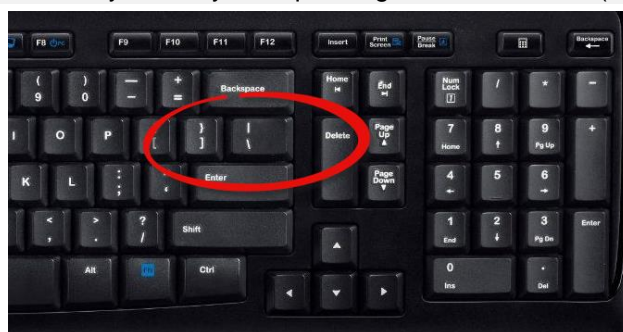 F8 F9 F10 F11 F12 Insert Print Screen Pause Break Backspace
( ) — + Backspace Home End Num Lock / * -
9 0 - =
I O P [ } ] | \ Delete Page Up 7 Home 8 9 Pg Up +
K L : ; Enter Page Down 4 5 6
< , > . ? / Shift 1 End 2 3 Pg Dn Enter
Alt Fn Ctrl 0 Ins . Del